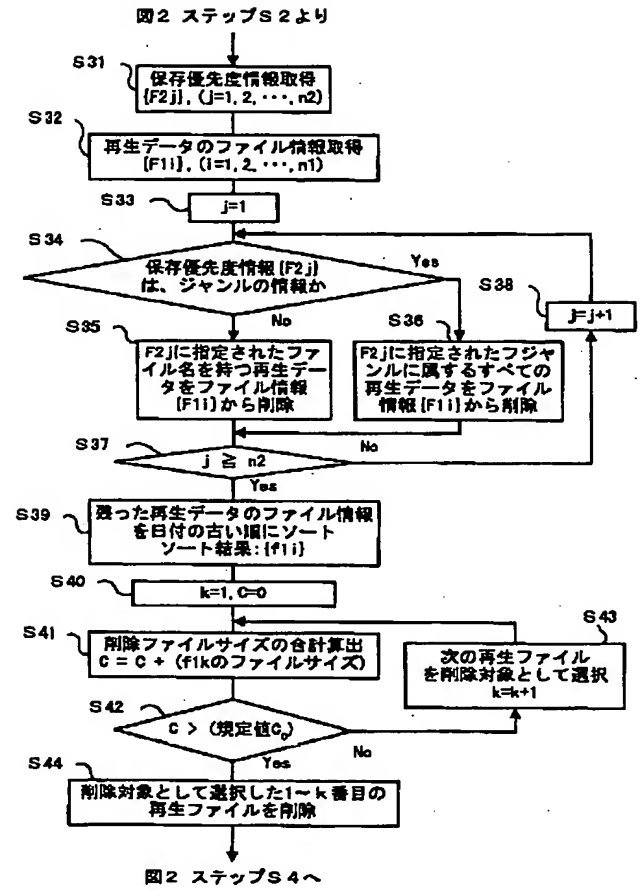 図2 ステップS2より
S31
保存優先度情報取得
{F2j}, (j=1, 2, ･･･, n2)
S32
再生データのファイル情報取得
{F1i}, (i=1, 2, ･･･, n1)
S33
j=1
S34
保存優先度情報{F2j}
は、ジャンルの情報か
Yes
No
S38
j=j+1
S35
F2jに指定されたファ
イル名を持つ再生デー
タをファイル情報
{F1i}から削除
S36
F2jに指定されたフジャ
ンルに属するすべての
再生データをファイル
情報{F1i}から削除
S37
j ≧ n2
No
Yes
S39
残った再生データのファイル情報
を日付の古い順にソート
ソート結果:{f1i}
S40
k=1, C=0
S41
削除ファイルサイズの合計算出
C = C + (f1kのファイルサイズ)
S43
次の再生ファイル
を削除対象として選択
k=k+1
S42
C > (規定値C₀)
No
Yes
S44
削除対象として選択した1～k番目の
再生ファイルを削除
図2 ステップS4へ